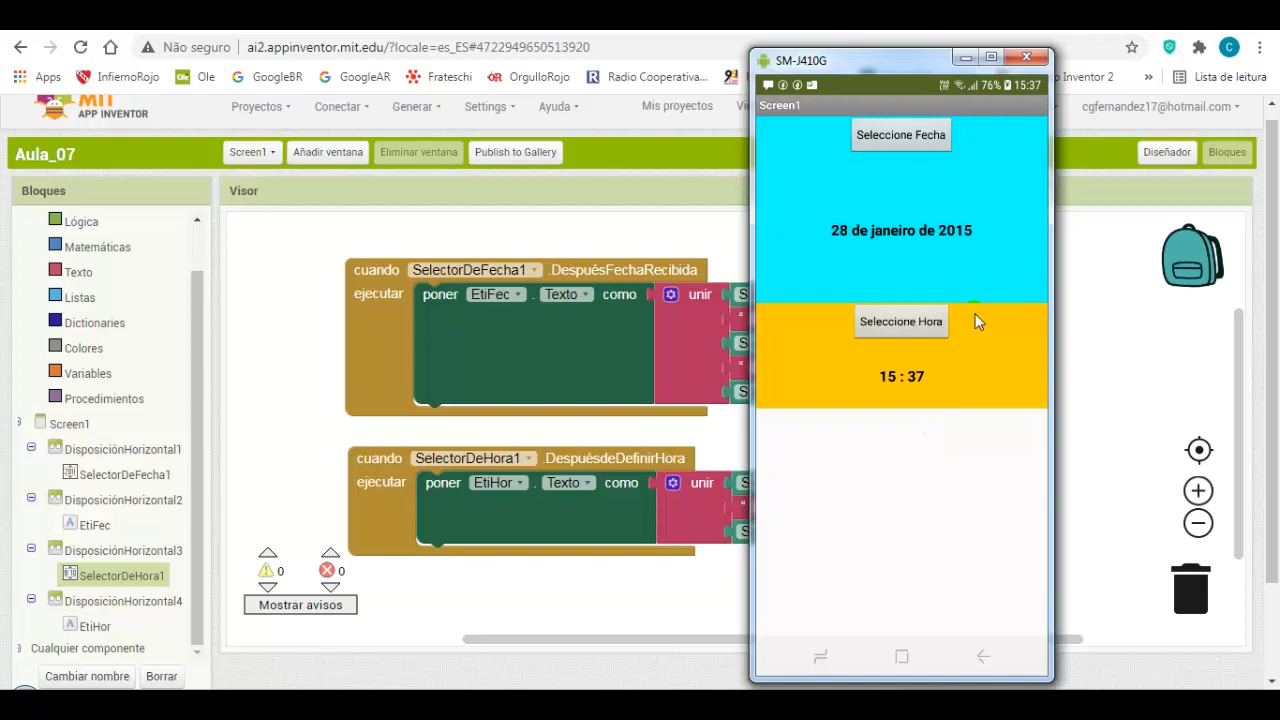 Não seguro
ai2.appinventor.mit.edu/?locale=es_ES#4722949650513920
Apps
InfiernoRojo
Ole
GoogleBR
GoogleAR
Frateschi
OrgulloRojo
Radio Cooperativa...
Inventor 2
»
Lista de leitura
MIT
APP INVENTOR
Proyectos
Conectar
Generar
Settings
Ayuda
Mis proyectos
cgfernandez17@hotmail.com
Aula_07
Screen1
Añadir ventana
Eliminar ventana
Publish to Gallery
Diseñador
Bloques
Bloques
Visor
Lógica
Matemáticas
Texto
Listas
Dictionaries
Colores
Variables
Procedimientos
Screen1
DisposiciónHorizontal1
SelectorDeFecha1
DisposiciónHorizontal2
EtiFec
DisposiciónHorizontal3
SelectorDeHora1
DisposiciónHorizontal4
EtiHor
Cualquier componente
Cambiar nombre
Borrar
cuando SelectorDeFecha1 .DespuésFechaRecibida
ejecutar poner EtiFec . Texto como unir
cuando SelectorDeHora1 .DespuésdeDefinirHora
ejecutar poner EtiHor . Texto como unir
0
0
Mostrar avisos
SM-J410G
76% 15:37
Screen1
Seleccione Fecha
28 de janeiro de 2015
Seleccione Hora
15 : 37